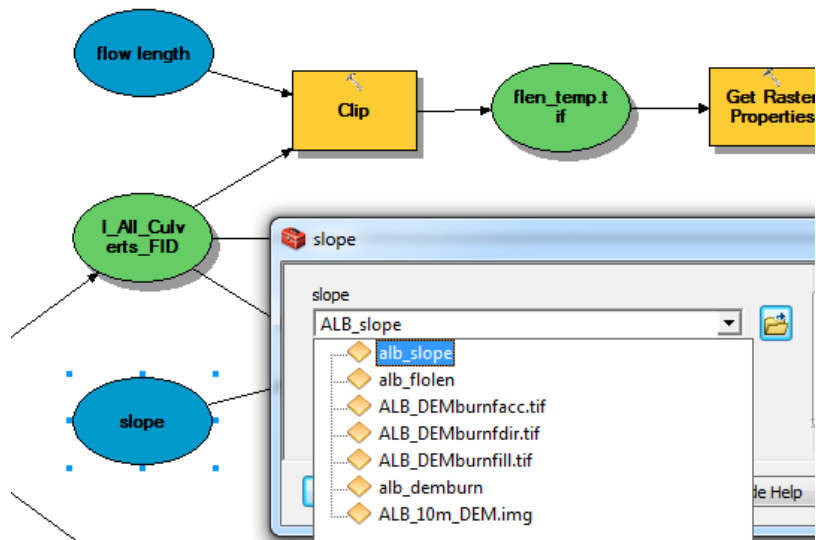 flow length
Clip
flen_temp.t
if
Get Raster
Properties
I_All_Culv
erts_FID
slope
slope
ALB_slope
alb_slope
alb_flolen
ALB_DEMburnfacc.tif
ALB_DEMburnfdir.tif
ALB_DEMburnfill.tif
alb_demburn
ALB_10m_DEM.img
slope
Help